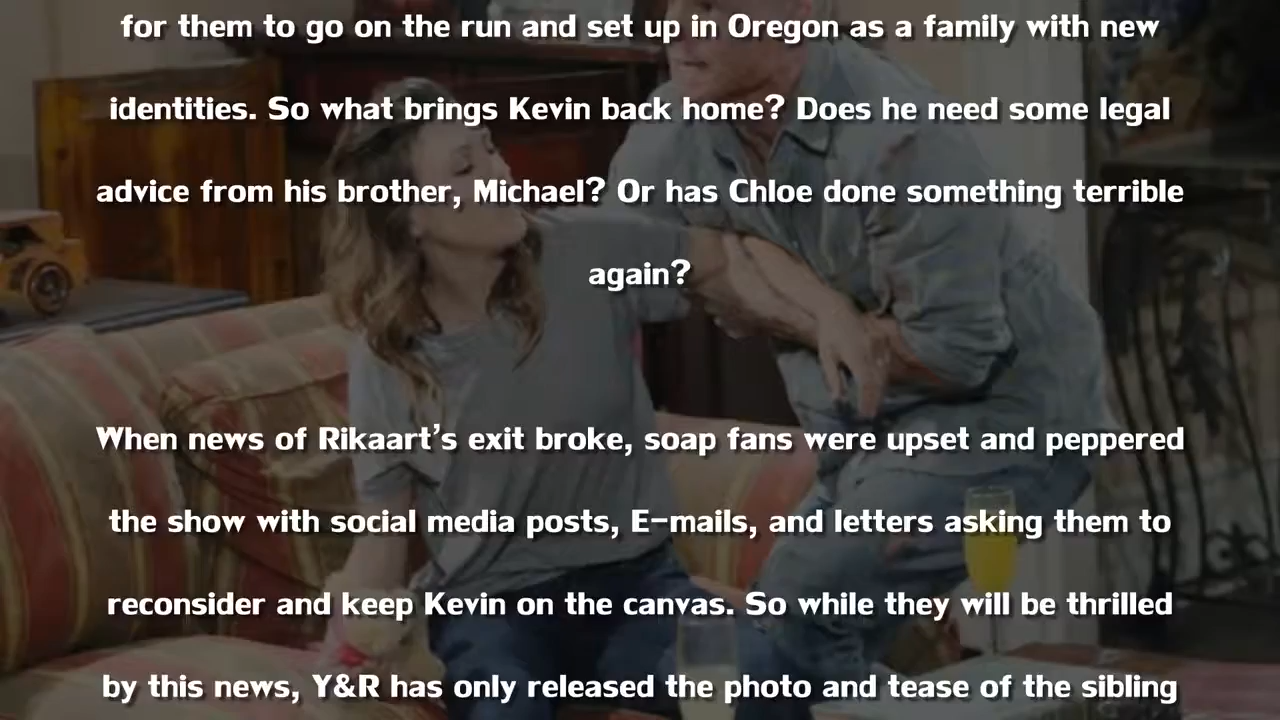 for them to go on the run and set up in Oregon as a family with new
identities. So what brings Kevin back home? Does he need some legal
advice from his brother, Michael? Or has Chloe done something terrible
again?
When news of Rikaart's exit broke, soap fans were upset and peppered
the show with social media posts, E-mails, and letters asking them to
reconsider and keep Kevin on the canvas. So while they will be thrilled
by this news, Y&R has only released the photo and tease of the sibling